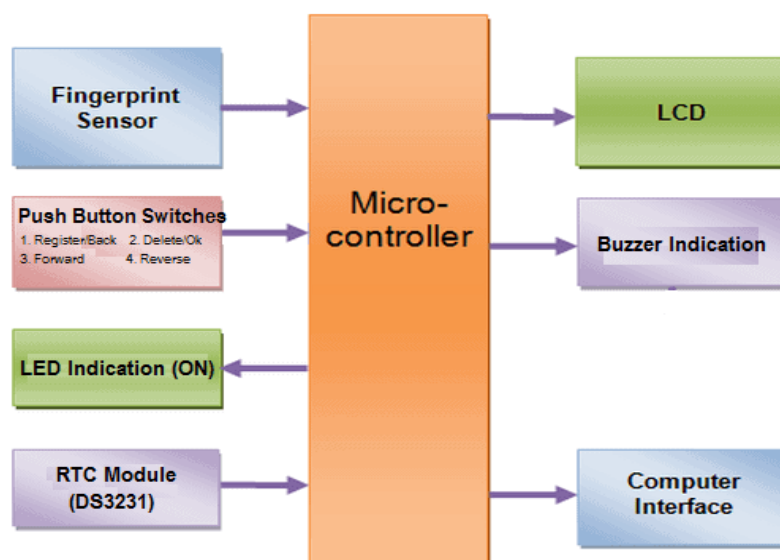 Fingerprint
Sensor
Push Button Switches
1. Register/Back 2. Delete/Ok
3. Forward 4. Reverse
LED Indication (ON)
RTC Module
(DS3231)
Micro-
controller
LCD
Buzzer Indication
Computer
Interface